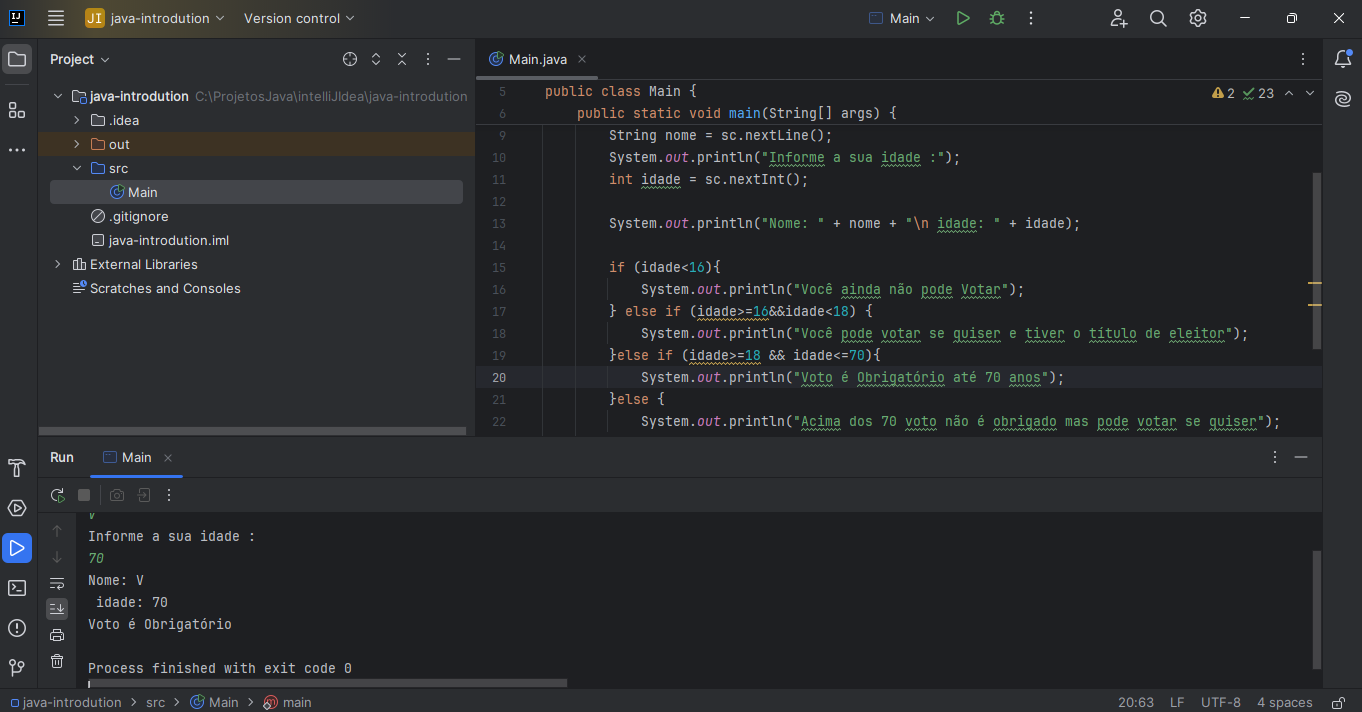 JI java-introdution Version control Main
Project
Main.java
java-introdution C:\ProjetosJava\intelliJIdea\java-introdution
.idea
out
src
Main
.gitignore
java-introdution.iml
External Libraries
Scratches and Consoles
2 23
5 public class Main {
6 public static void main(String[] args) {
9 String nome = sc.nextLine();
10 System.out.println("Informe a sua idade :");
11 int idade = sc.nextInt();
12
13 System.out.println("Nome: " + nome + "\n idade: " + idade);
14
15 if (idade<16){
16 System.out.println("Você ainda não pode Votar");
17 } else if (idade>=16&&idade<18) {
18 System.out.println("Você pode votar se quiser e tiver o titulo de eleitor");
19 }else if (idade>=18 && idade<=70){
20 System.out.println("Voto é Obrigatório até 70 anos");
21 }else {
22 System.out.println("Acima dos 70 voto não é obrigado mas pode votar se quiser");
Run Main
V
Informe a sua idade :
70
Nome: V
idade: 70
Voto é Obrigatório
Process finished with exit code 0
java-introdution > src > Main > main 20:63 LF UTF-8 4 spaces